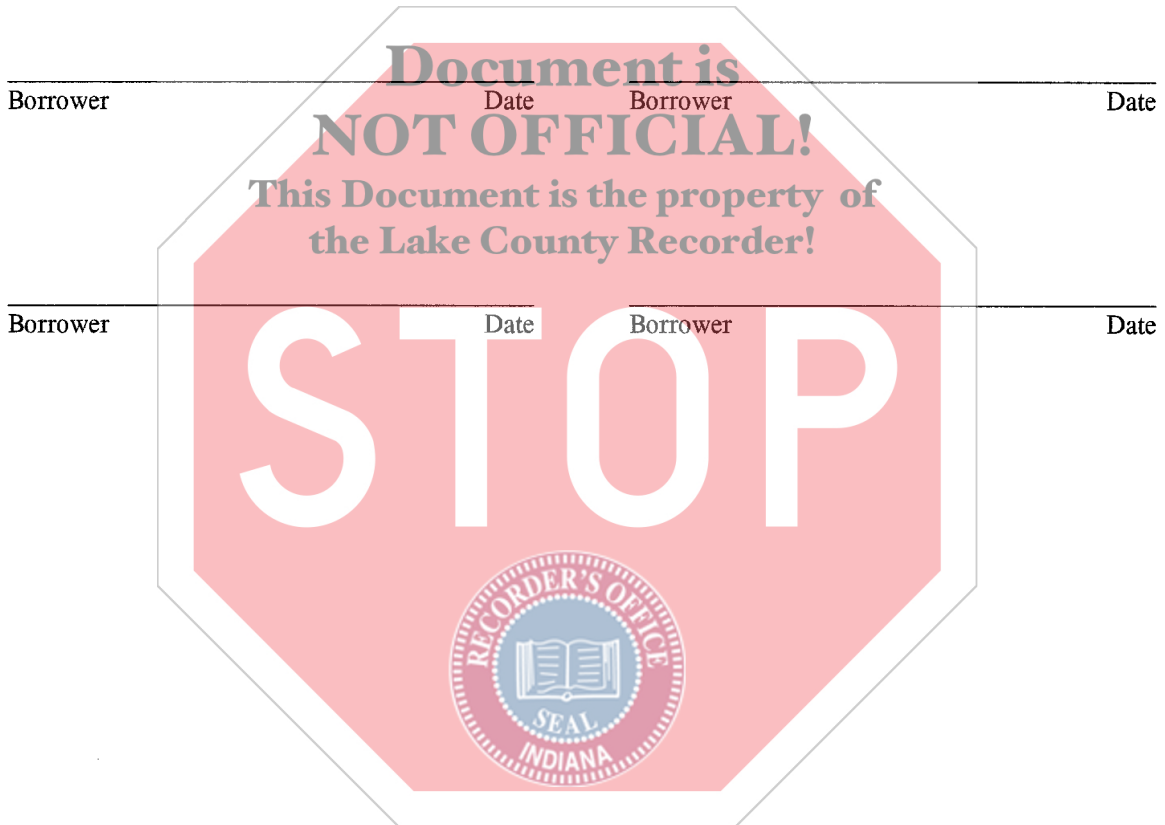 Document is
Borrower Date Borrower Date
NOT OFFICIAL!
This Document is the property of
the Lake County Recorder!
Borrower Date Borrower Date
STOP
RECORDER'S OFFICE
SEAL
INDIANA